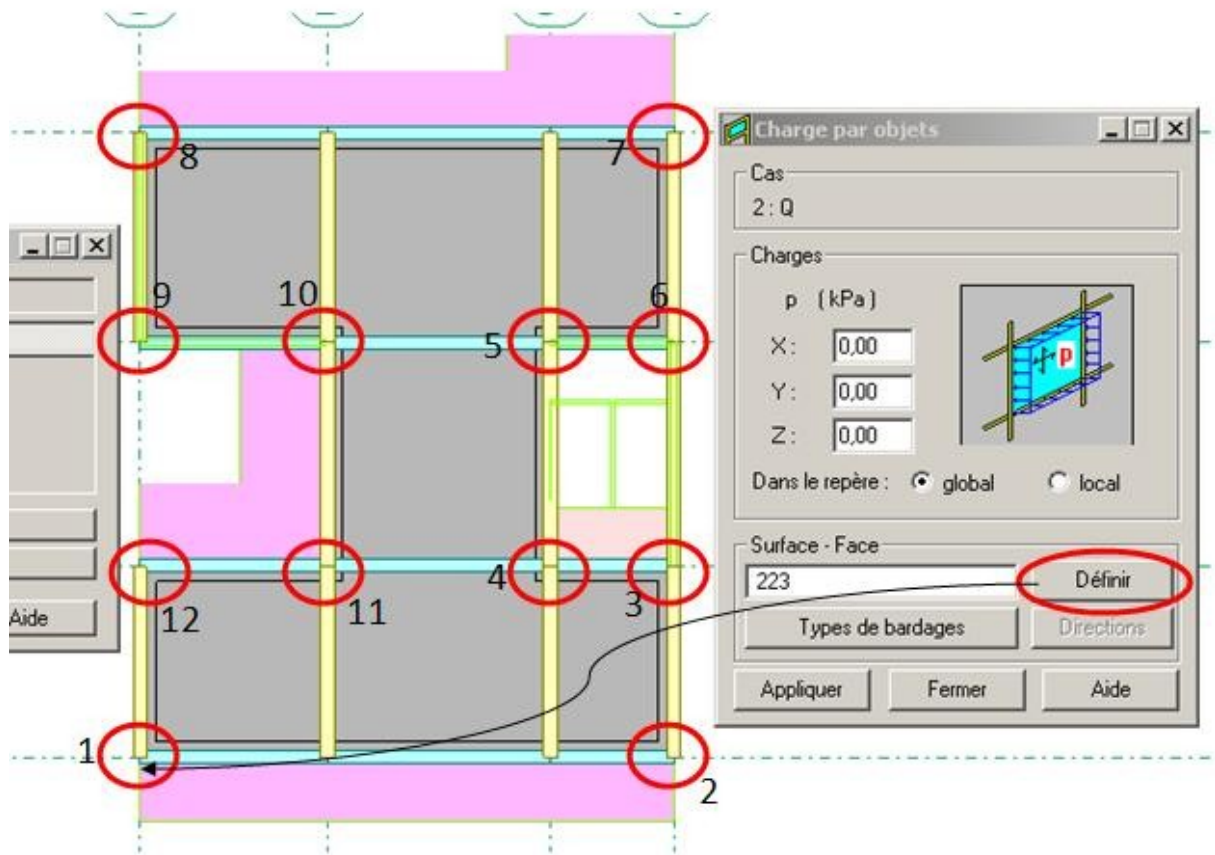 8
7
9
10
6
5
12
11
4
3
1
2
Aide
Charge par objets
Cas
2 : Q
Charges
p (kPa)
X : 0,00
Y : 0,00
Z : 0,00
p
Dans le repère : global local
Surface - Face
223 Définir
Types de bardages Directions
Appliquer Fermer Aide